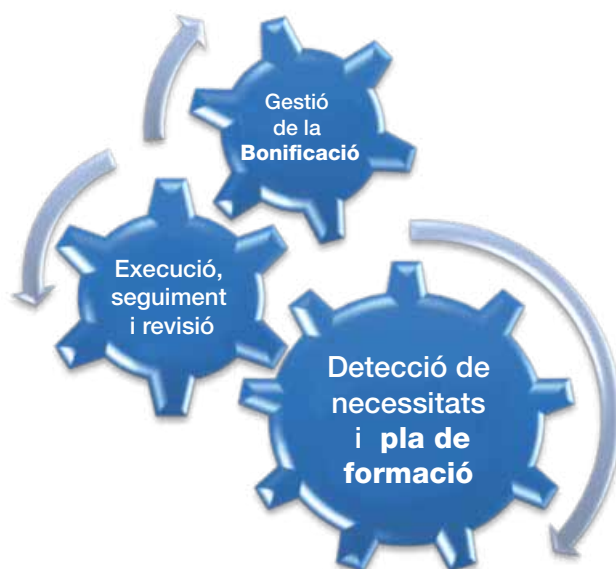 Gestió
de la
Bonificació
Execució,
seguiment
i revisió
Detecció de
necessitats
i pla de
formació